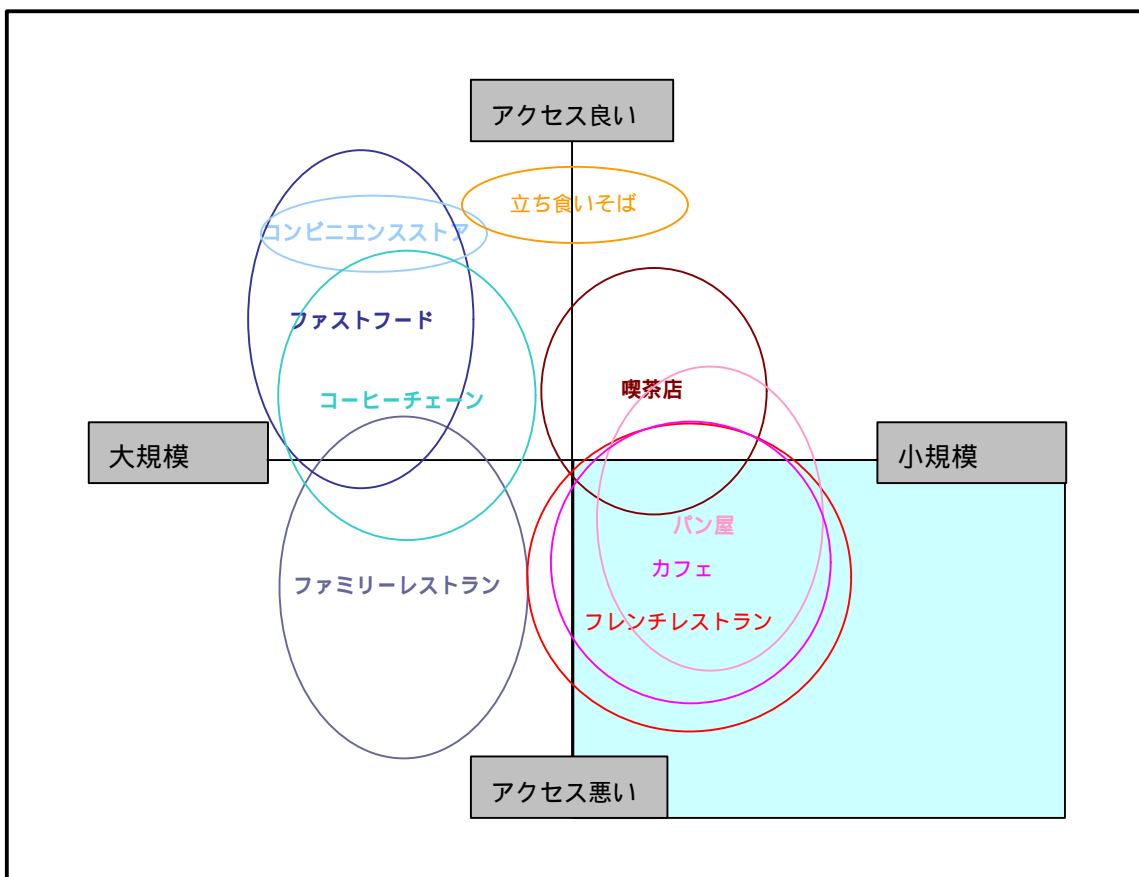 アクセス良い
立ち食いそば
コンビニエンスストア
ファストフード
喫茶店
コーヒーチェーン
大規模
小規模
パン屋
カフェ
ファミリーレストラン
フレンチレストラン
アクセス悪い